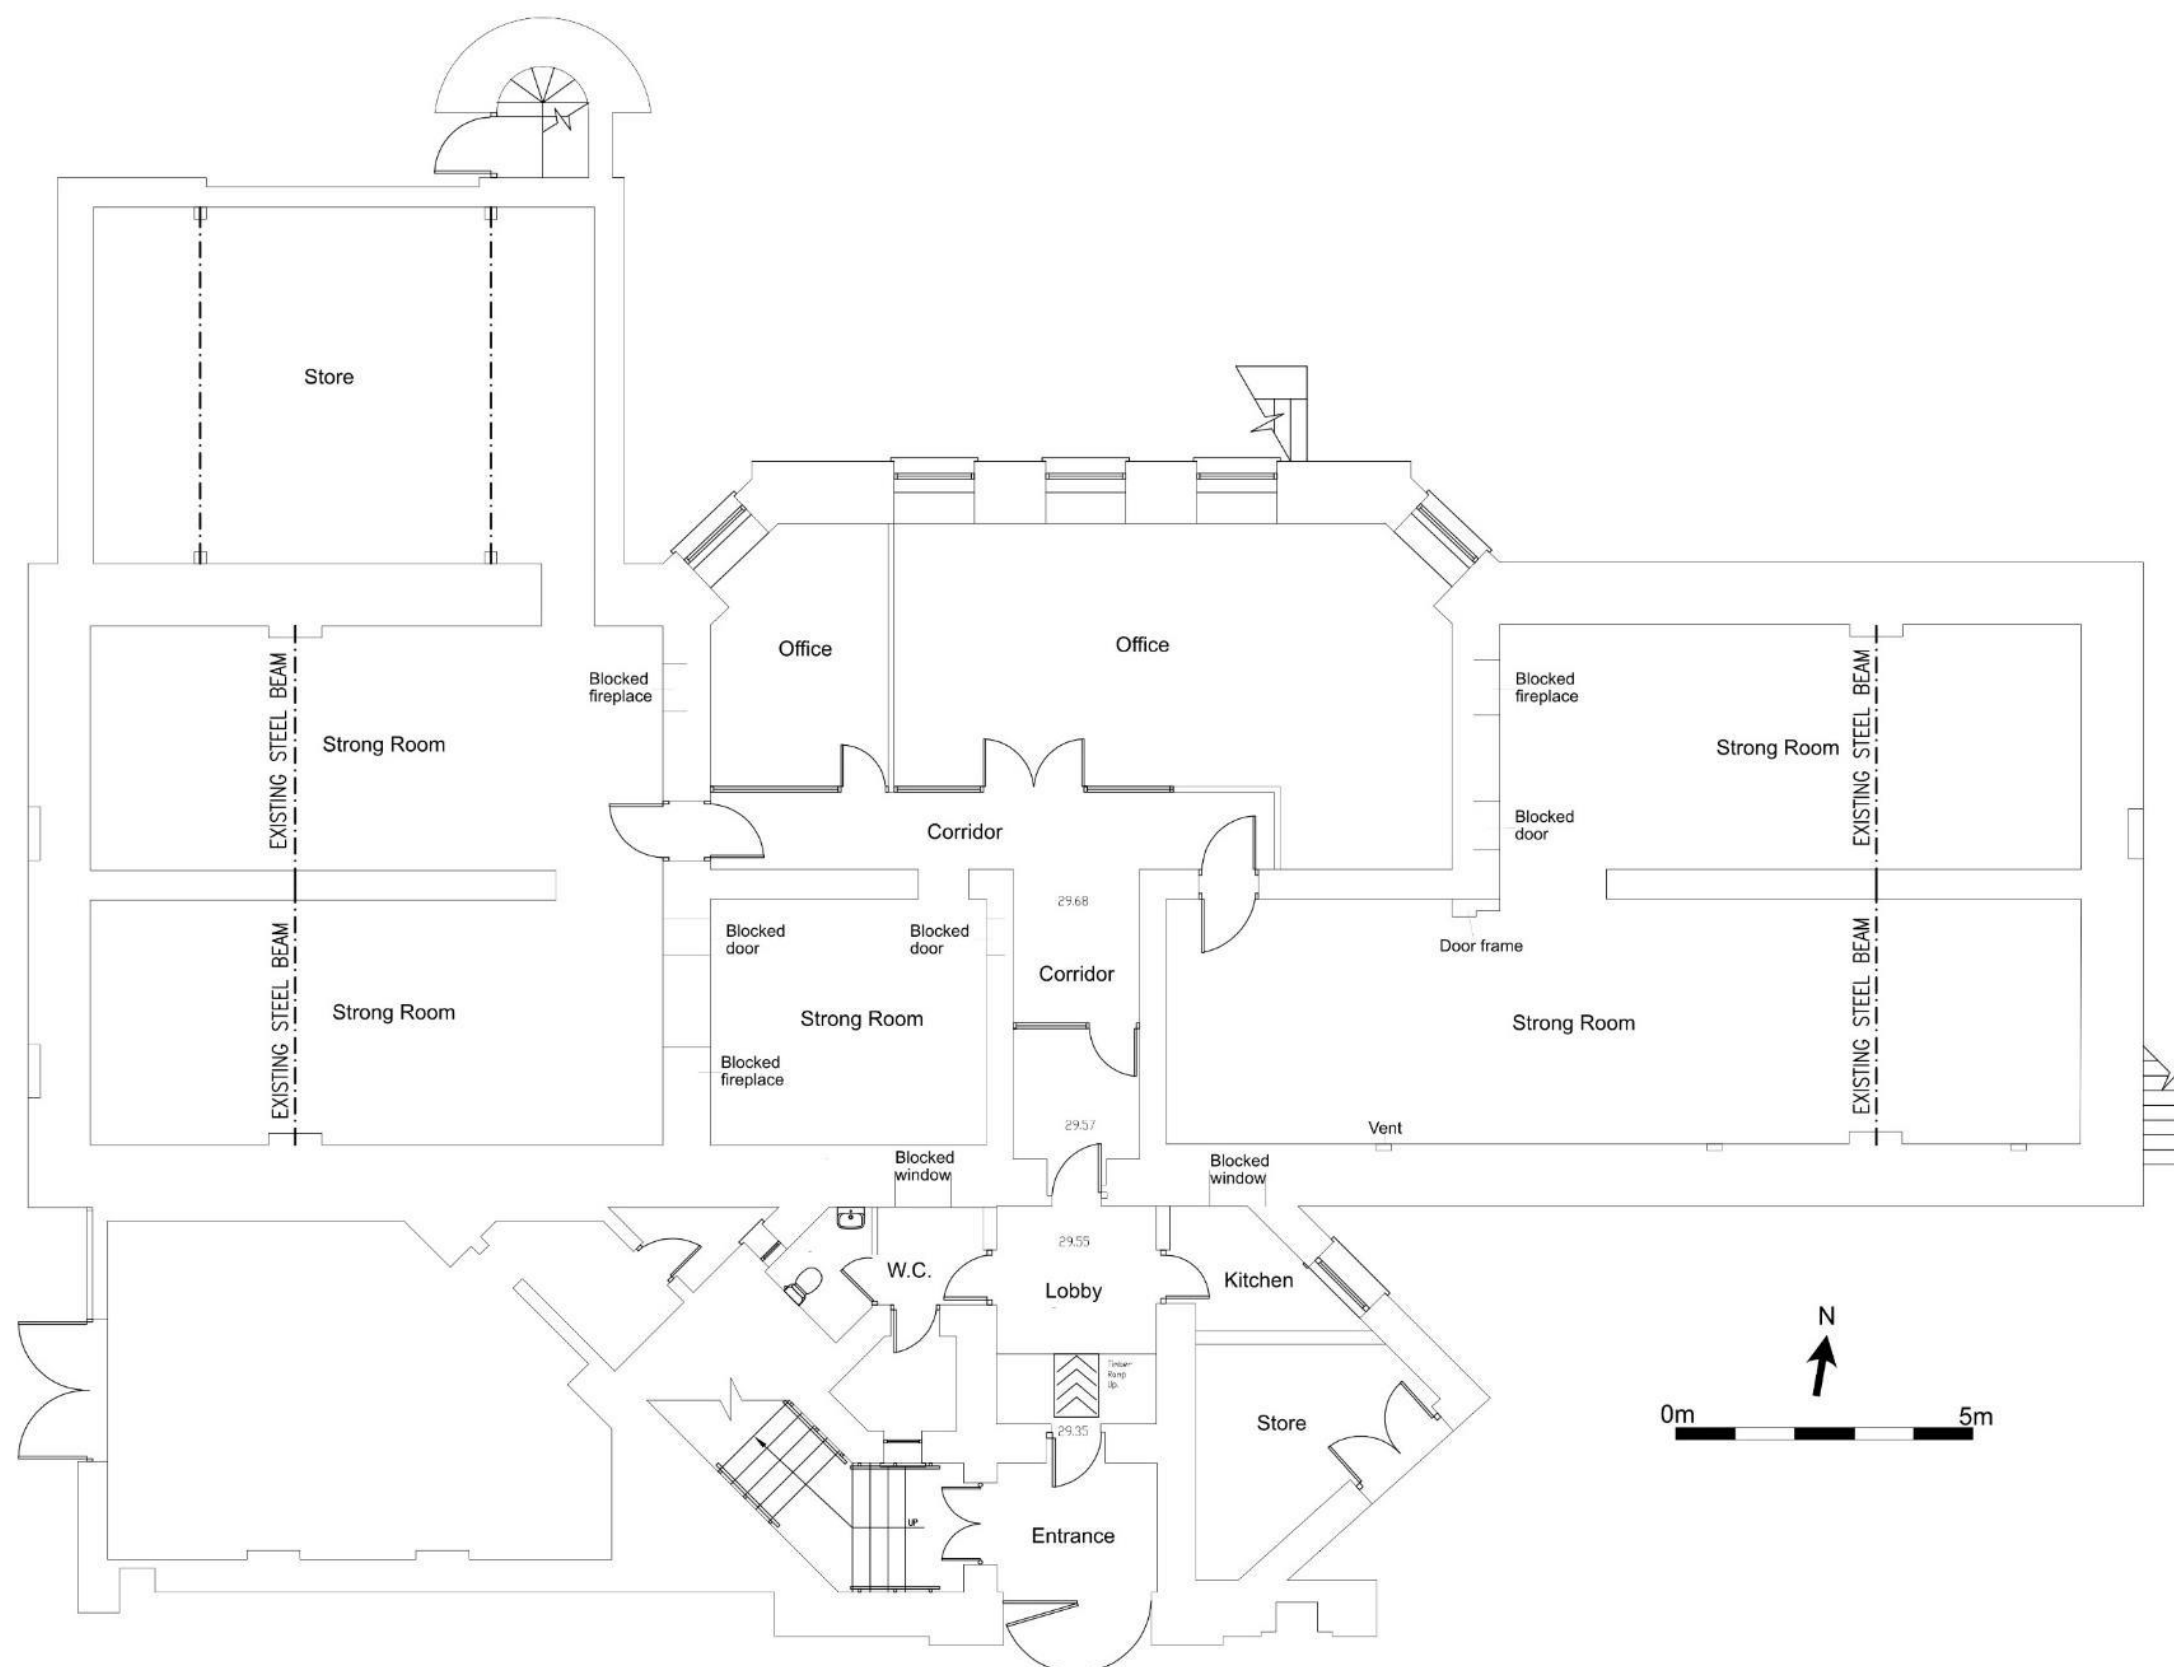 Store
Office
Office
Blocked
fireplace
EXISTING STEEL BEAM
Strong Room
Blocked
fireplace
Strong Room
EXISTING STEEL BEAM
Corridor
Blocked
door
29.68
Blocked
door
Blocked
door
Door frame
Corridor
EXISTING STEEL BEAM
Strong Room
Strong Room
Strong Room
EXISTING STEEL BEAM
Blocked
fireplace
29.57
Vent
Blocked
window
Blocked
window
29.55
W.C.
Lobby
Kitchen
N
Timber
Ramp
Up.
Store
29.35
0m
5m
UP
Entrance